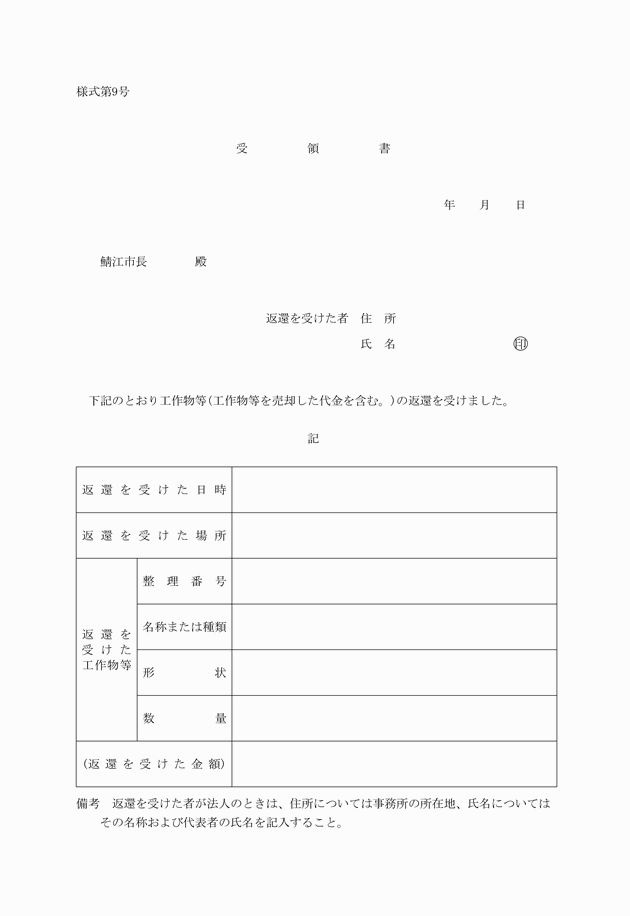 様式第9号
受　領　書
年　月　日
鯖江市長　殿
返還を受けた者　住　所
氏　名　㊞
下記のとおり工作物等(工作物等を売却した代金を含む。)の返還を受けました。
記
返還を受けた日時
返還を受けた場所
返還を
受けた
工作物等
整理番号
名称または種類
形　状
数　量
(返還を受けた金額)
備考　返還を受けた者が法人のときは、住所については事務所の所在地、氏名については
その名称および代表者の氏名を記入すること。